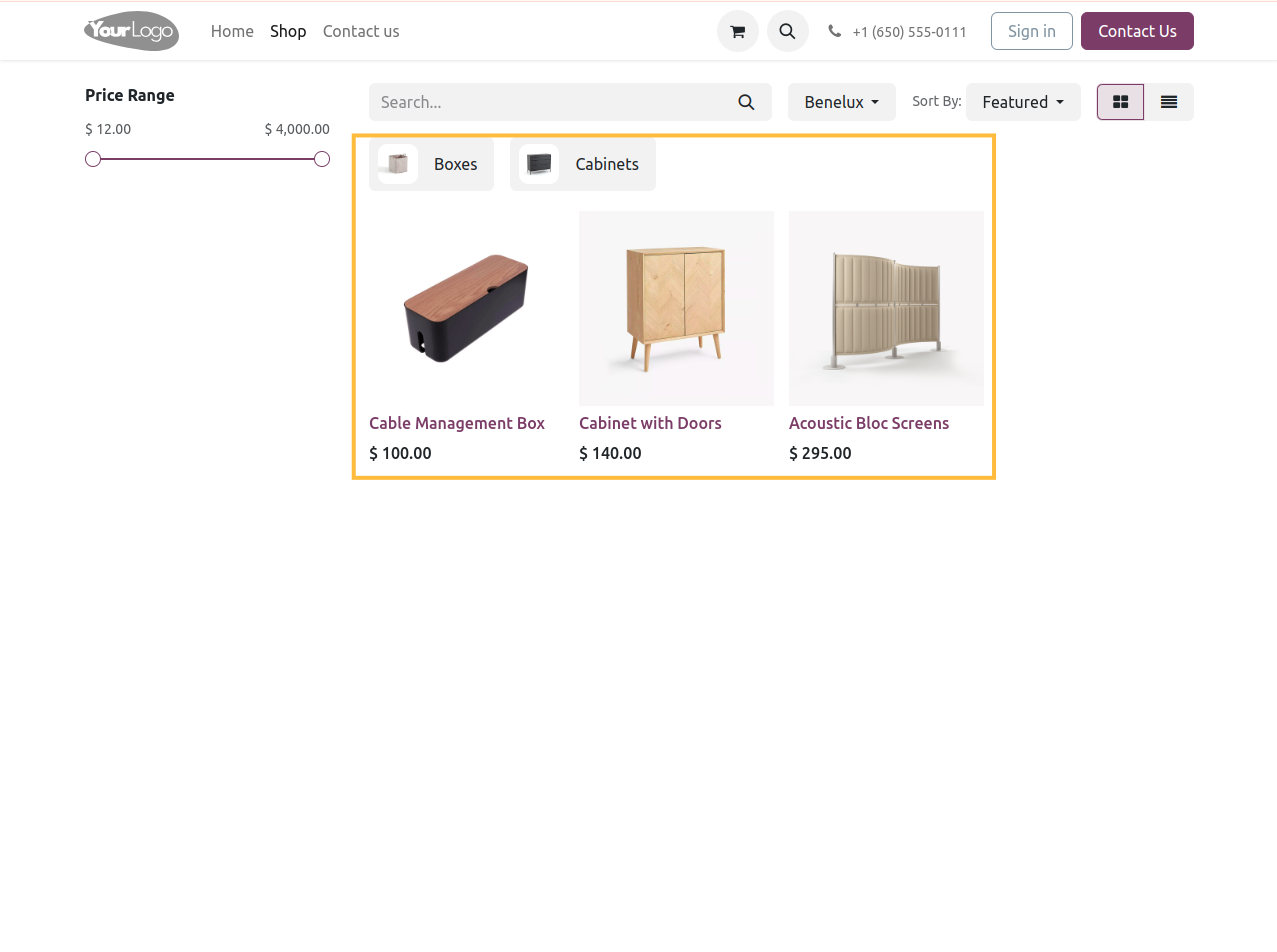 YourLogo Home Shop Contact us +1 (650) 555-0111 Sign in Contact Us
Price Range
$ 12.00 $ 4,000.00
Search... Benelux Sort By: Featured
Boxes Cabinets
Cable Management Box Cabinet with Doors Acoustic Bloc Screens
$ 100.00 $ 140.00 $ 295.00